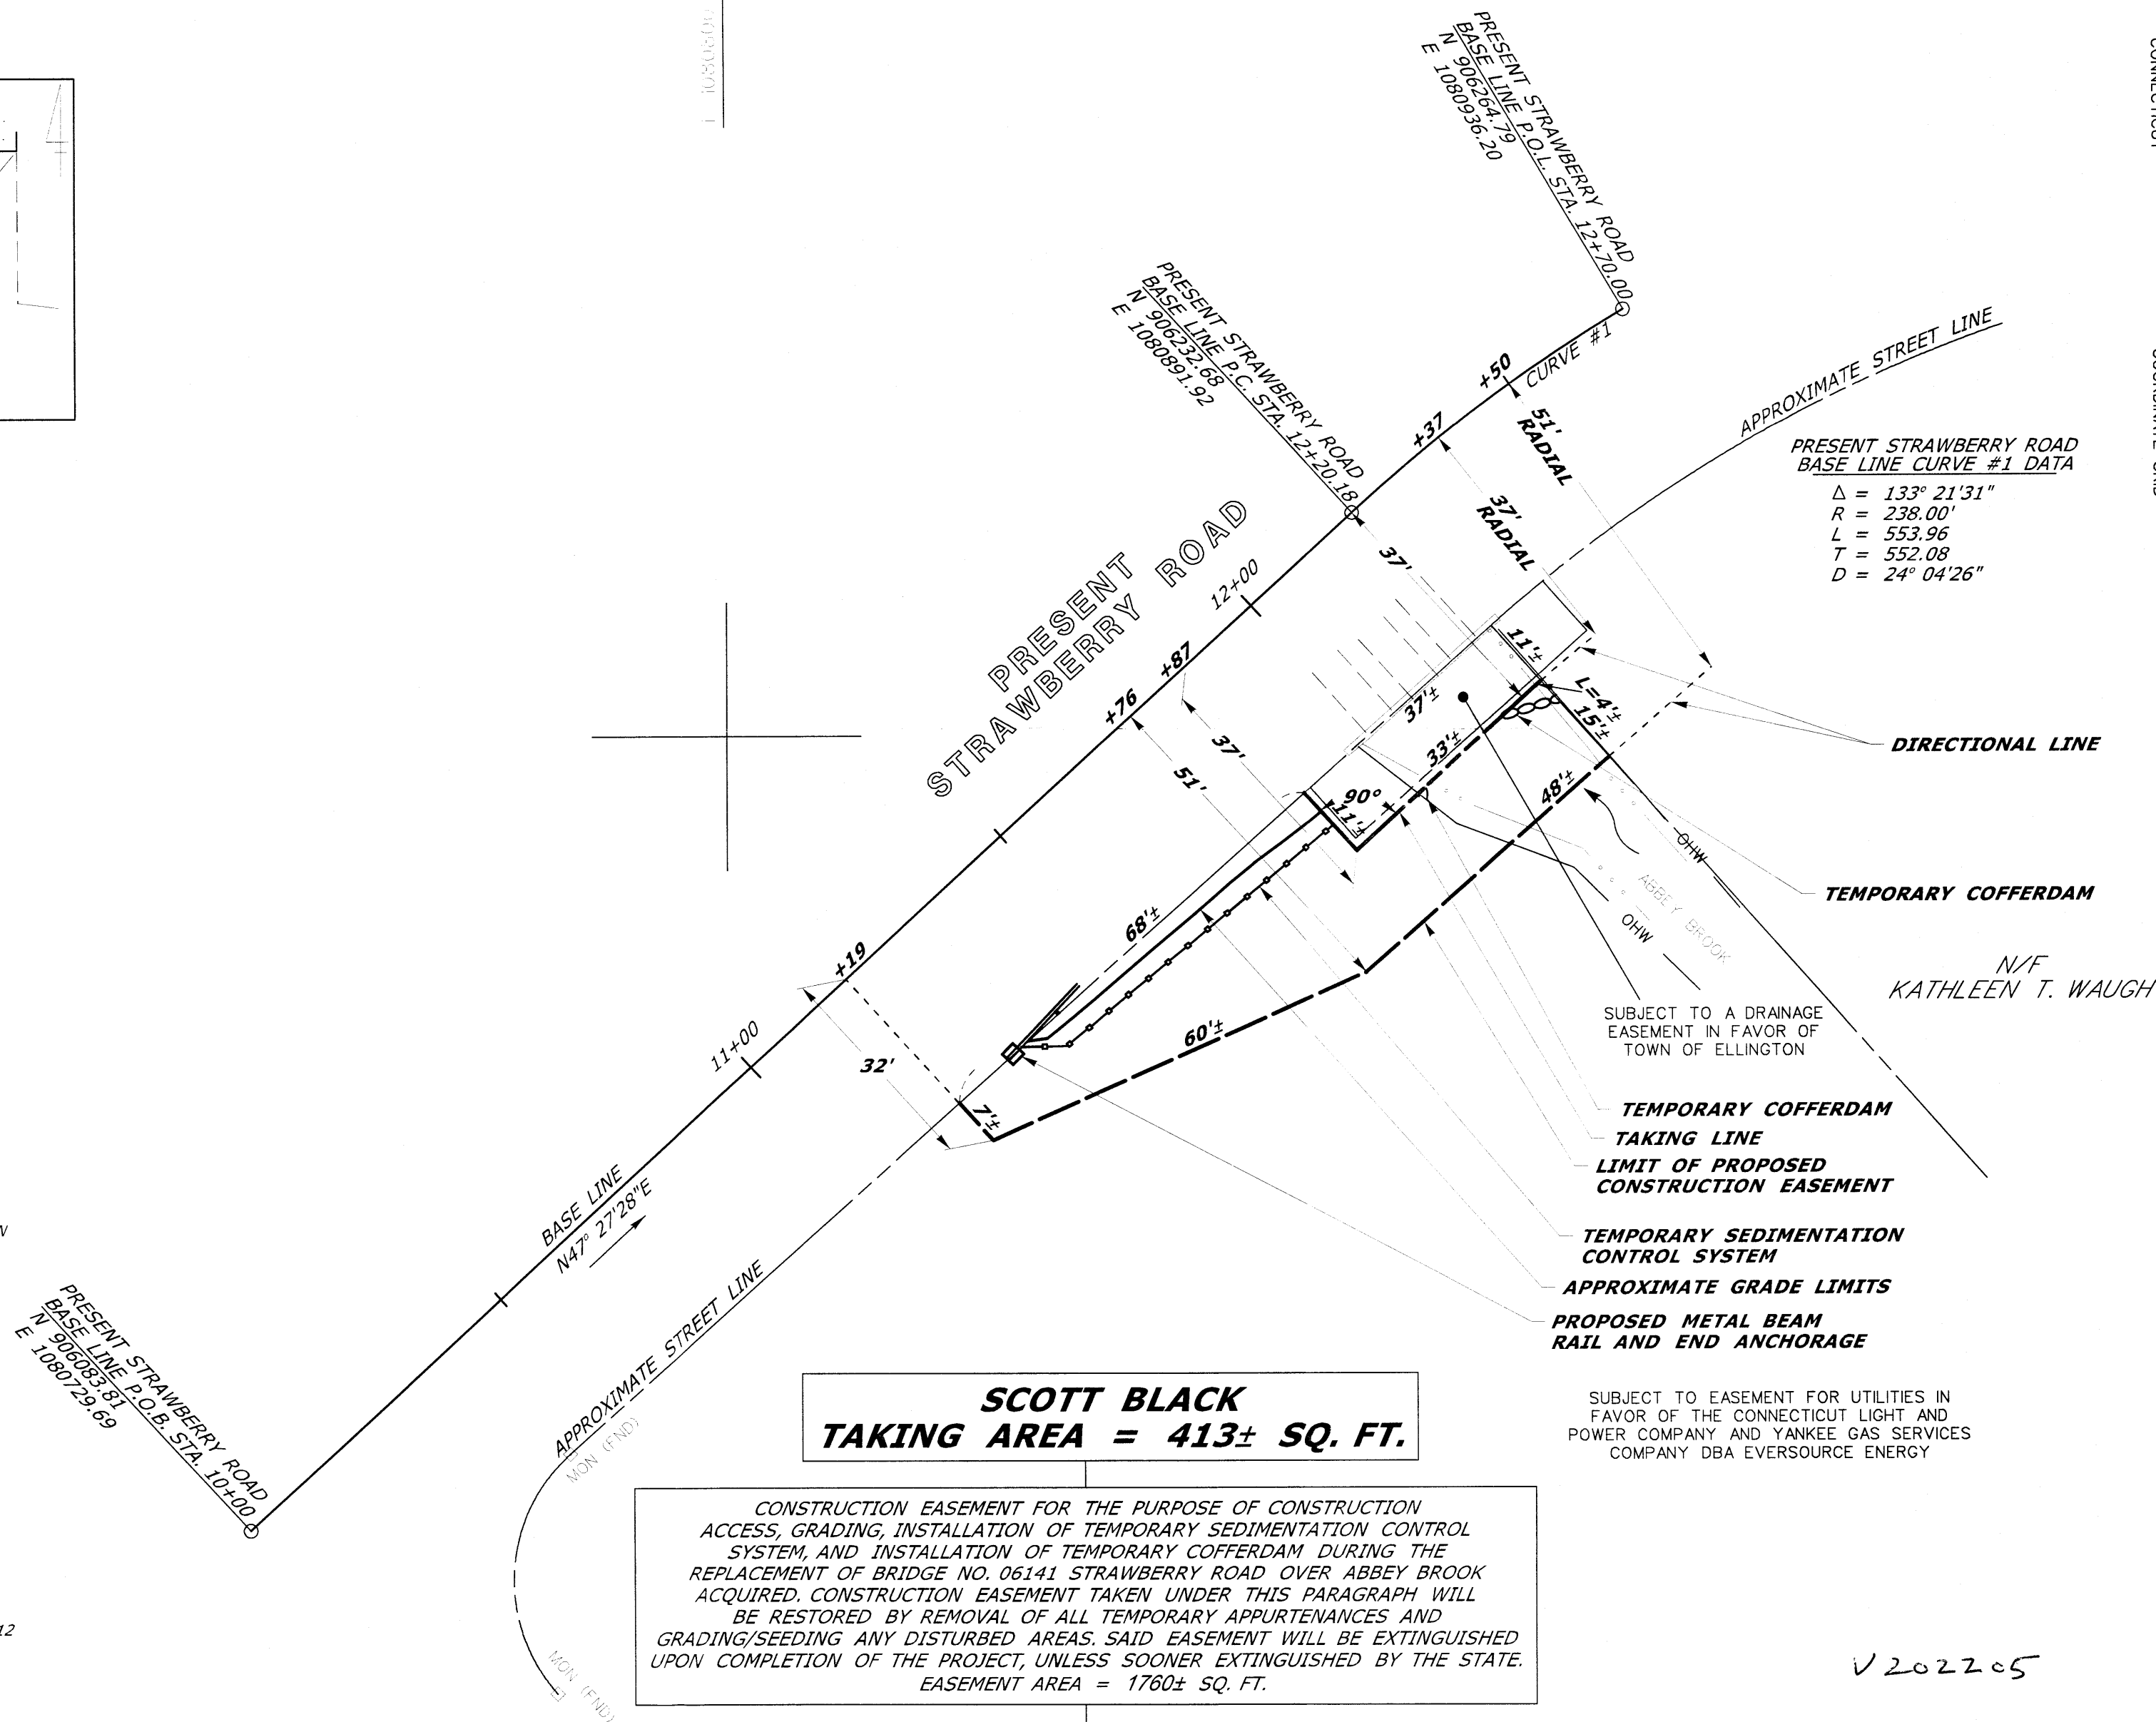 PRESENT STRAWBERRY ROAD
BASE LINE P.O.L. STA. 12+70.00
N 906264.79
E 1080936.20
PRESENT STRAWBERRY ROAD
BASE LINE P.C. STA. 12+20.18
N 906232.68
E 1080891.92
+50
CURVE #1
+37
51'
RADIAL
37'
RADIAL
APPROXIMATE STREET LINE
PRESENT STRAWBERRY ROAD
BASE LINE CURVE #1 DATA
Δ = 133° 21'31"
R = 238.00'
L = 553.96
T = 552.08
D = 24° 04'26"
PRESENT
STRAWBERRY ROAD
12+00
+87
+76
37'
37'
51'
11'±
L=4'±
15'±
37'±
33'±
48'±
90°
11'±
DIRECTIONAL LINE
OHW
OHW
ABBEY BROOK
TEMPORARY COFFERDAM
N/F
KATHLEEN T. WAUGH
68'±
+19
11+00
32'
7'±
60'±
SUBJECT TO A DRAINAGE
EASEMENT IN FAVOR OF
TOWN OF ELLINGTON
TEMPORARY COFFERDAM
TAKING LINE
LIMIT OF PROPOSED
CONSTRUCTION EASEMENT
TEMPORARY SEDIMENTATION
CONTROL SYSTEM
APPROXIMATE GRADE LIMITS
PROPOSED METAL BEAM
RAIL AND END ANCHORAGE
BASE LINE
N47° 27'28"E
APPROXIMATE STREET LINE
MON (FND)
MON (FND)
PRESENT STRAWBERRY ROAD
BASE LINE P.O.B. STA. 10+00
N 906083.81
E 1080729.69
SCOTT BLACK
TAKING AREA = 413± SQ. FT.
SUBJECT TO EASEMENT FOR UTILITIES IN
FAVOR OF THE CONNECTICUT LIGHT AND
POWER COMPANY AND YANKEE GAS SERVICES
COMPANY DBA EVERSOURCE ENERGY
CONSTRUCTION EASEMENT FOR THE PURPOSE OF CONSTRUCTION
ACCESS, GRADING, INSTALLATION OF TEMPORARY SEDIMENTATION CONTROL
SYSTEM, AND INSTALLATION OF TEMPORARY COFFERDAM DURING THE
REPLACEMENT OF BRIDGE NO. 06141 STRAWBERRY ROAD OVER ABBEY BROOK
ACQUIRED. CONSTRUCTION EASEMENT TAKEN UNDER THIS PARAGRAPH WILL
BE RESTORED BY REMOVAL OF ALL TEMPORARY APPURTENANCES AND
GRADING/SEEDING ANY DISTURBED AREAS. SAID EASEMENT WILL BE EXTINGUISHED
UPON COMPLETION OF THE PROJECT, UNLESS SOONER EXTINGUISHED BY THE STATE.
EASEMENT AREA = 1760± SQ. FT.
V202205
12